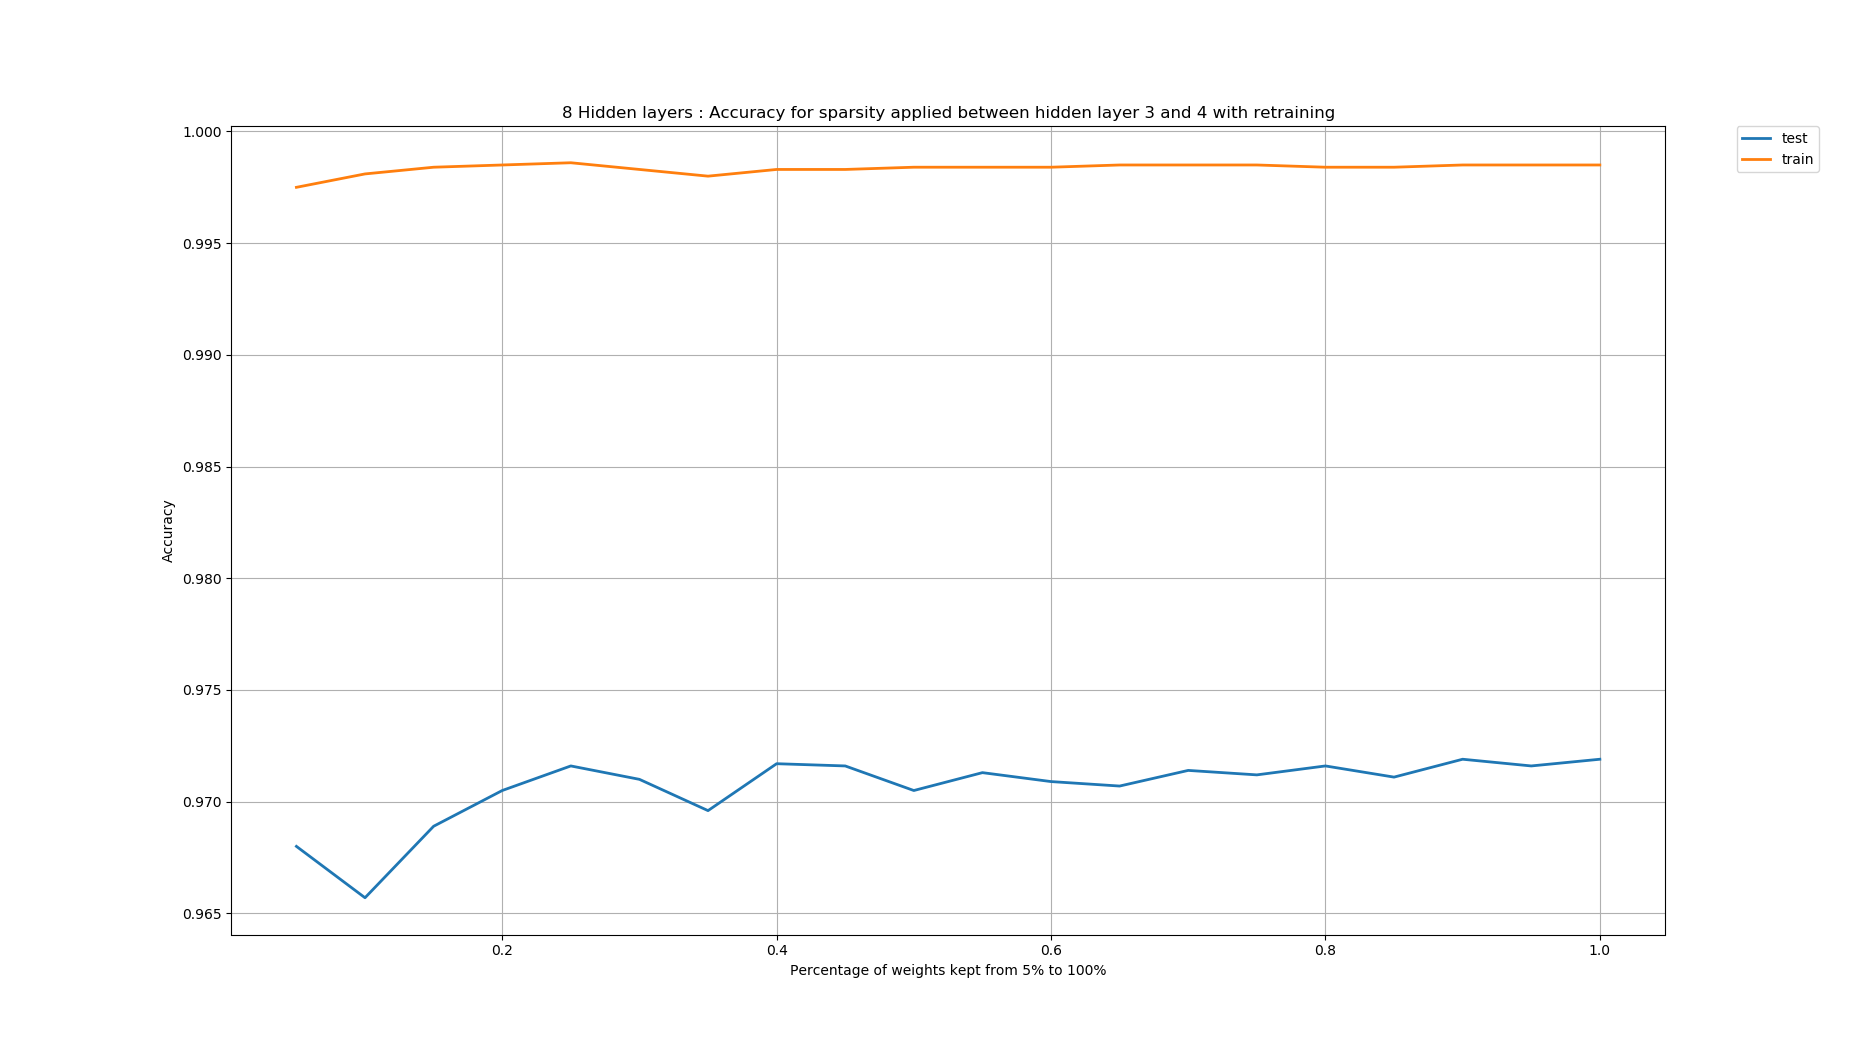 8 Hidden layers : Accuracy for sparsity applied between hidden layer 3 and 4 with retraining
test
train
1.000
0.995
0.990
0.985
0.980
0.975
0.970
0.965
Accuracy
0.2
0.4
0.6
0.8
1.0
Percentage of weights kept from 5% to 100%